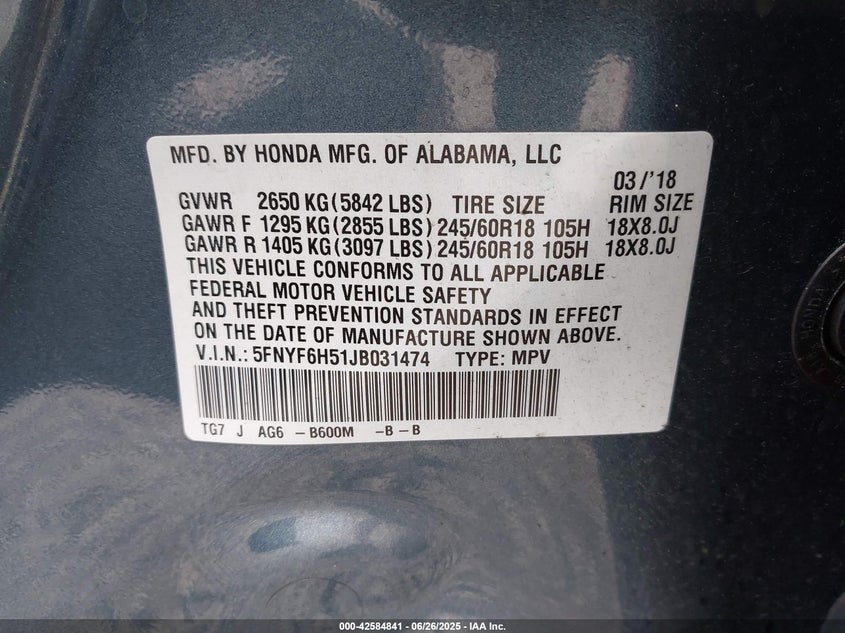 MFD. BY HONDA MFG. OF ALABAMA, LLC
03/'18
GVWR 2650 KG(5842 LBS) TIRE SIZE RIM SIZE
GAWR F 1295 KG(2855 LBS) 245/60R18 105H 18X8.0J
GAWR R 1405 KG(3097 LBS) 245/60R18 105H 18X8.0J
THIS VEHICLE CONFORMS TO ALL APPLICABLE
FEDERAL MOTOR VEHICLE SAFETY
AND THEFT PREVENTION STANDARDS IN EFFECT
ON THE DATE OF MANUFACTURE SHOWN ABOVE.
V.I.N.: 5FNYF6H51JB031474 TYPE: MPV
TG7 J AG6 -B600M -B-B
HONDA
000-42584841 - 06/26/2025 - IAA Inc.